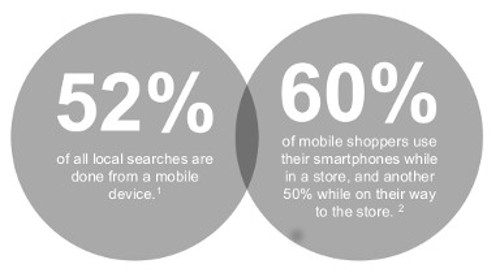 52%
of all local searches are
done from a mobile
device.1
60%
of mobile shoppers use
their smartphones while
in a store, and another
50% while on their way
to the store. 2